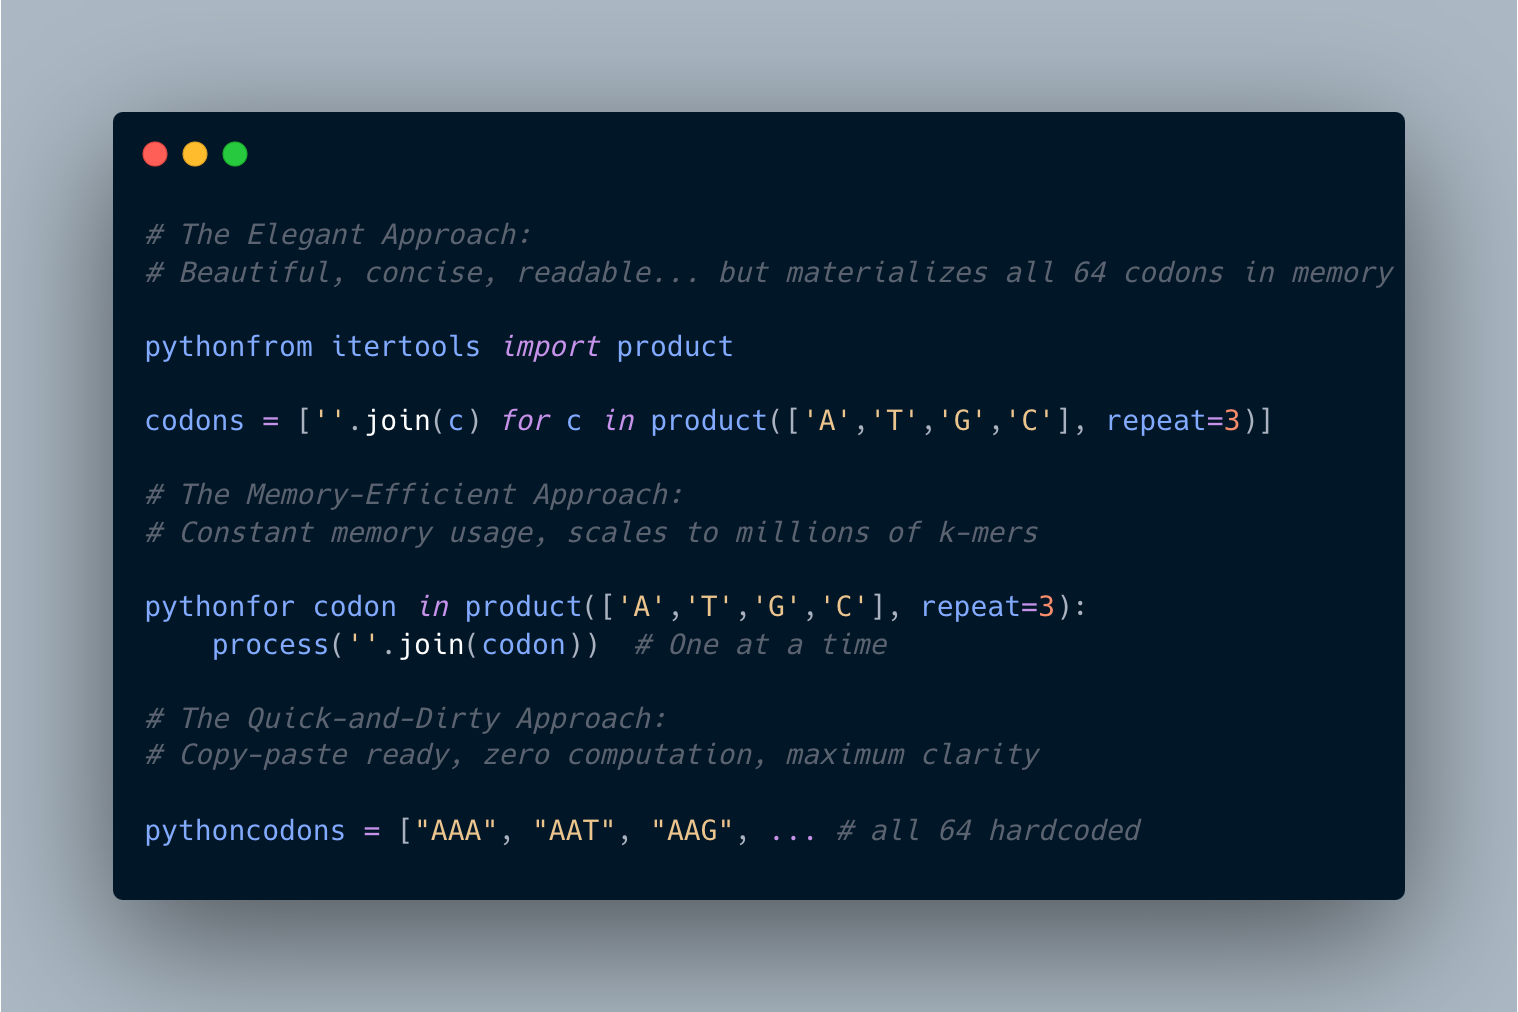 # The Elegant Approach:
# Beautiful, concise, readable... but materializes all 64 codons in memory
pythonfrom itertools import product
codons = [''.join(c) for c in product(['A','T','G','C'], repeat=3)]
# The Memory-Efficient Approach:
# Constant memory usage, scales to millions of k-mers
pythonfor codon in product(['A','T','G','C'], repeat=3):
    process(''.join(codon))  # One at a time
# The Quick-and-Dirty Approach:
# Copy-paste ready, zero computation, maximum clarity
pythoncodons = ["AAA", "AAT", "AAG", ... # all 64 hardcoded